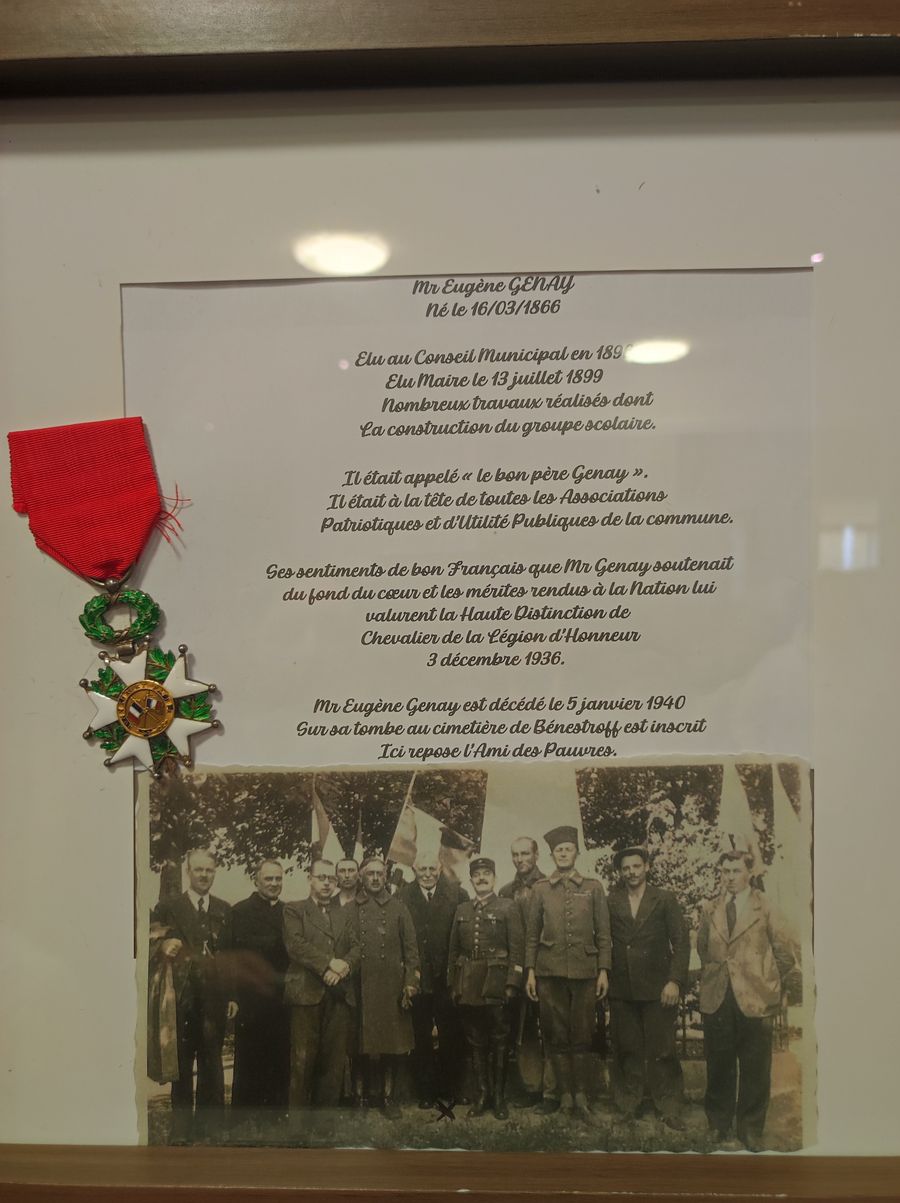 Mr Eugène GENAY
Né le 16/03/1866
Elu au Conseil Municipal en
Elu Maire le 13 juillet 1899
Nombreux travaux réalisés dont
La construction du groupe scolaire.
Il était appelé « le bon père Genay ».
Il était à la tête de toutes les Associations
Patriotiques et d'Utilité Publiques de la commune.
Ses sentiments de bon Français que Mr Genay soutenait
du fond du cœur et les mérites rendus à la Nation lui
valurent la Haute Distinction de
Chevalier de la Légion d'Honneur
3 décembre 1936.
Mr Eugène Genay est décédé le 5 janvier 1940
Sur sa tombe au cimetière de Bénestroff est inscrit
Ici repose l'Ami des Pauvres.